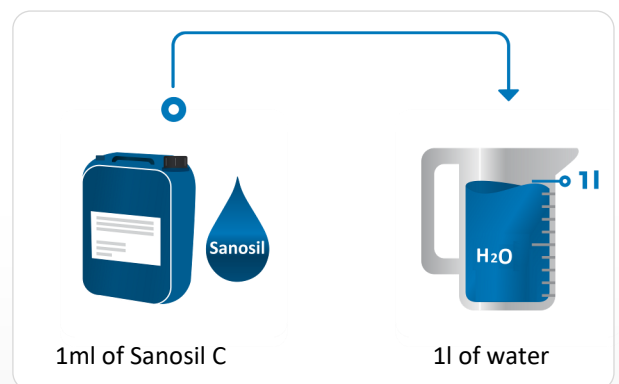 1l
Sanosil
H₂O
1ml of Sanosil C
1l of water